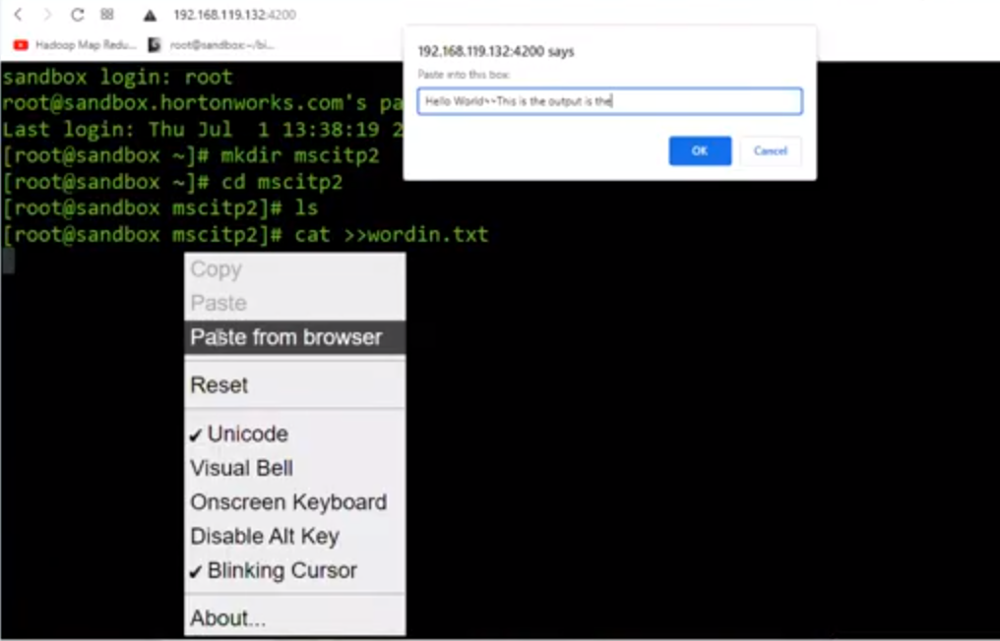 192.168.119.132:4200
Hadoop Map Redu... root@sandbox:~/bi...
192.168.119.132:4200 says
Paste into this box:
Hello World~~This is the output is the
OK Cancel
sandbox login: root
root@sandbox.hortonworks.com's pa
Last login: Thu Jul 1 13:38:19 2
[root@sandbox ~]# mkdir mscitp2
[root@sandbox ~]# cd mscitp2
[root@sandbox mscitp2]# ls
[root@sandbox mscitp2]# cat >>wordin.txt
Copy
Paste
Paste from browser
Reset
✔ Unicode
Visual Bell
Onscreen Keyboard
Disable Alt Key
✔ Blinking Cursor
About...